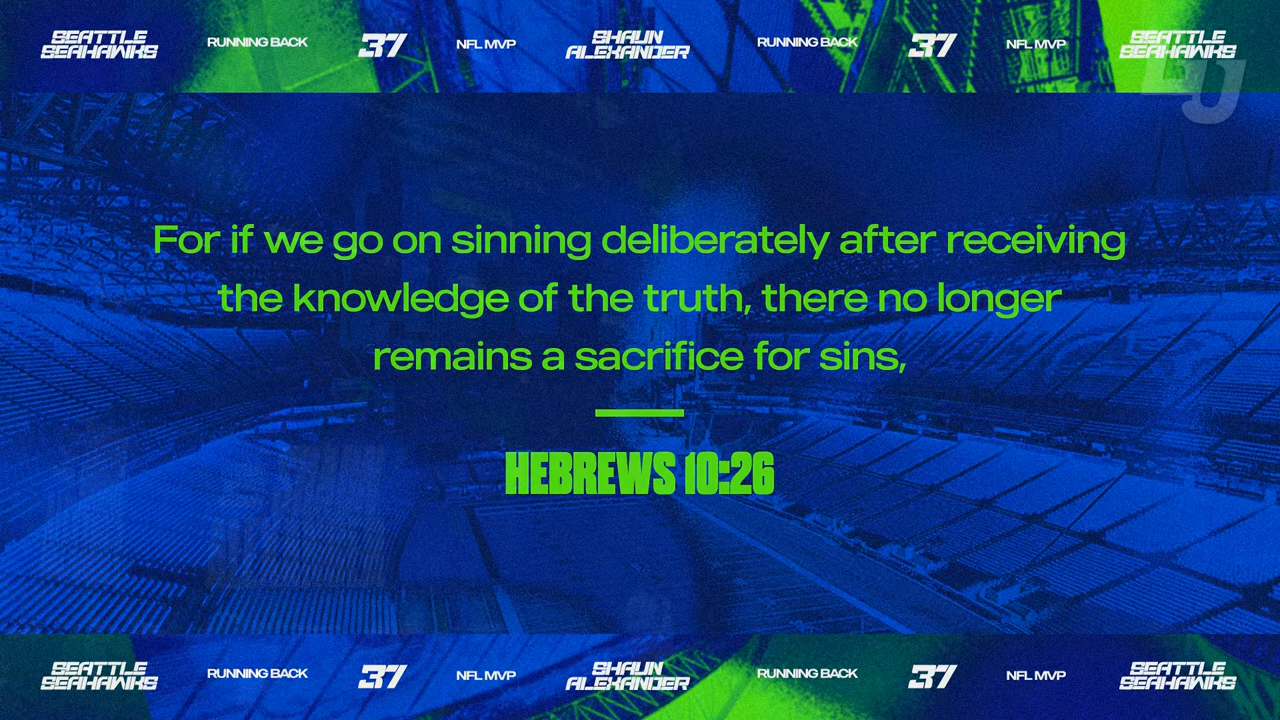 SEATTLE SEAHAWKS RUNNING BACK 37 NFL MVP SHAUN ALEXANDER RUNNING BACK 37 NFL MVP SEATTLE SEAHAWKS
For if we go on sinning deliberately after receiving
the knowledge of the truth, there no longer
remains a sacrifice for sins,
HEBREWS 10:26
SEATTLE SEAHAWKS RUNNING BACK 37 NFL MVP SHAUN ALEXANDER RUNNING BACK 37 NFL MVP SEATTLE SEAHAWKS